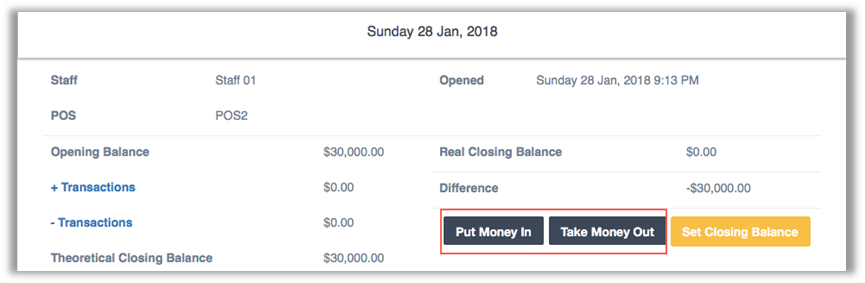 Sunday 28 Jan, 2018
Staff Staff 01 Opened Sunday 28 Jan, 2018 9:13 PM
POS POS2
Opening Balance $30,000.00 Real Closing Balance $0.00
+ Transactions $0.00 Difference -$30,000.00
- Transactions $0.00 Put Money In Take Money Out Set Closing Balance
Theoretical Closing Balance $30,000.00